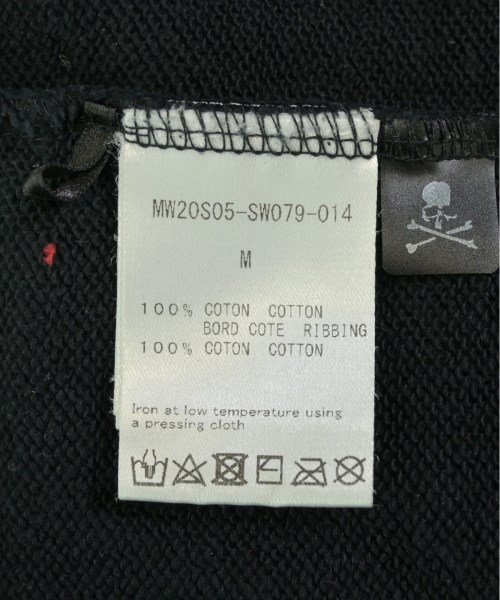 MW20S05-SW079-014
M
100% COTON COTTON
BORD COTE RIBBING
100% COTON COTTON
Iron at low temperature using
a pressing cloth